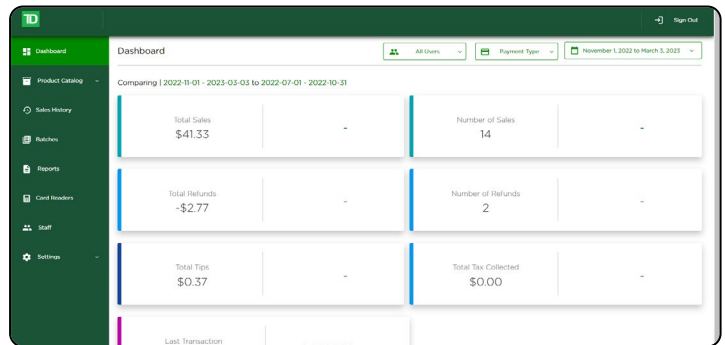 TD
Sign Out
Dashboard
Product Catalog
Sales History
Batches
Reports
Card Readers
Staff
Settings
Dashboard
All Users
Payment Type
November 1, 2022 to March 3, 2023
Comparing | 2022-11-01 - 2023-03-03 to 2022-07-01 - 2022-10-31
Total Sales
$41.33
-
Number of Sales
14
-
Total Refunds
-$2.77
-
Number of Refunds
2
-
Total Tips
$0.37
-
Total Tax Collected
$0.00
-
Last Transaction